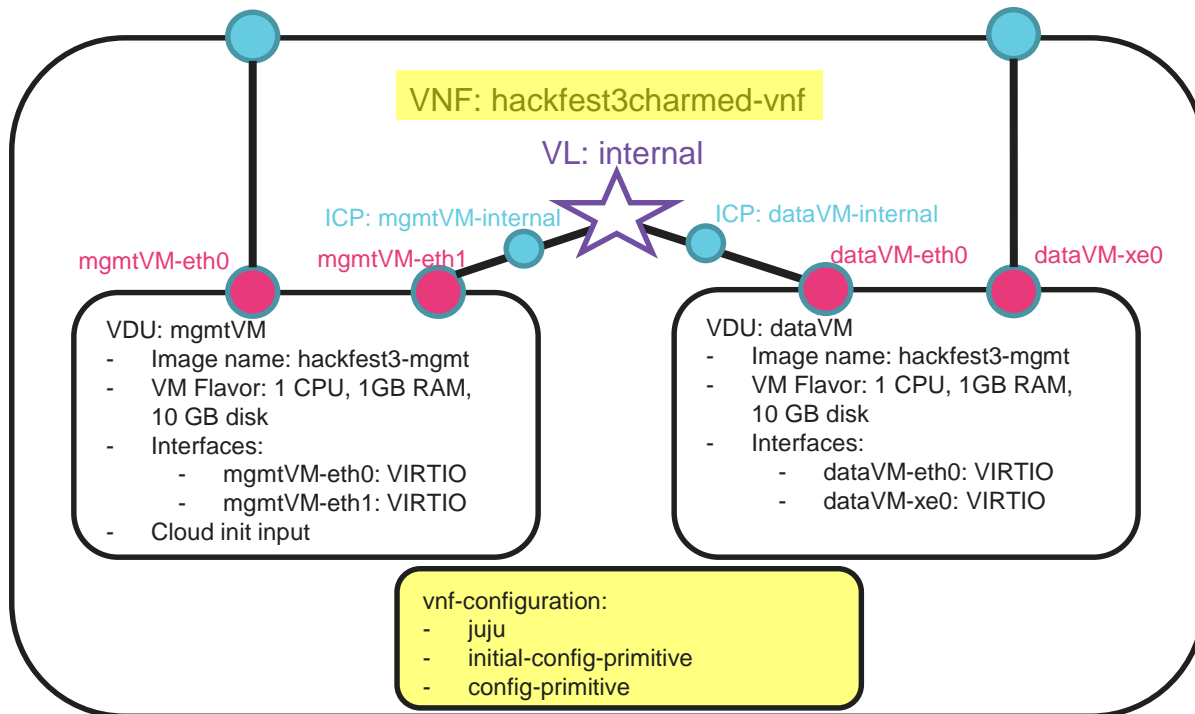 VNF: hackfest3charmed-vnf
VL: internal
ICP: mgmtVM-internal
ICP: dataVM-internal
mgmtVM-eth0
mgmtVM-eth1
dataVM-eth0
dataVM-xe0
VDU: mgmtVM
- Image name: hackfest3-mgmt
- VM Flavor: 1 CPU, 1GB RAM,
10 GB disk
- Interfaces:
- mgmtVM-eth0: VIRTIO
- mgmtVM-eth1: VIRTIO
- Cloud init input
VDU: dataVM
- Image name: hackfest3-mgmt
- VM Flavor: 1 CPU, 1GB RAM,
10 GB disk
- Interfaces:
- dataVM-eth0: VIRTIO
- dataVM-xe0: VIRTIO
vnf-configuration:
- juju
- initial-config-primitive
- config-primitive